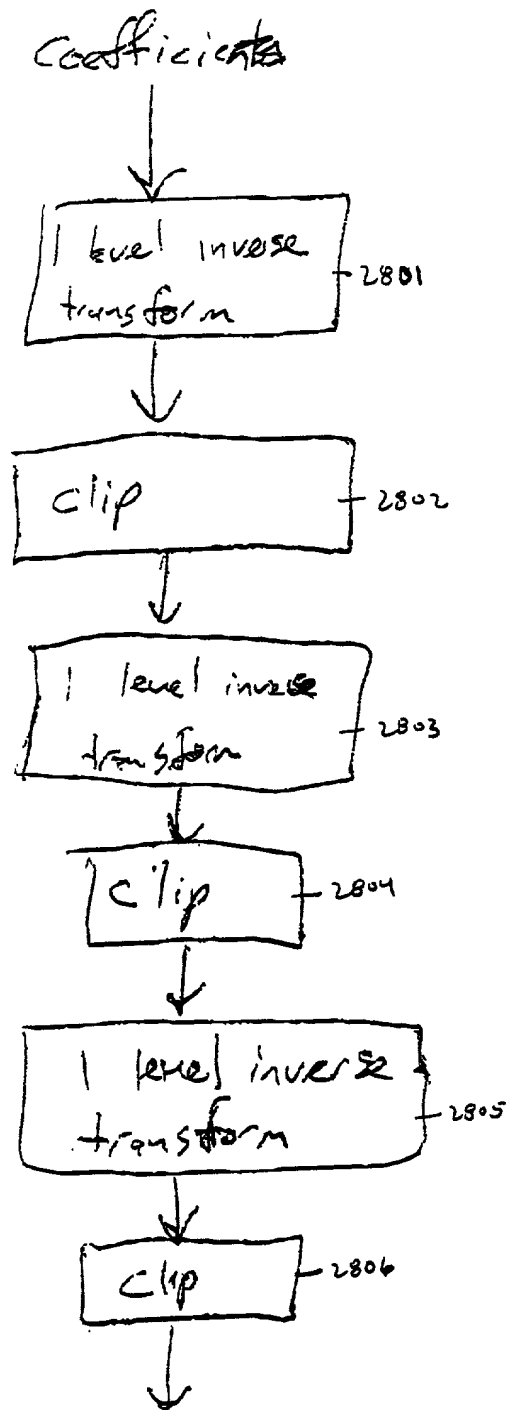 Coefficients
1 level inverse
transform
2801
Clip
2802
1 level inverse
transform
2803
Clip
2804
1 level inverse
transform
2805
Clip
2806